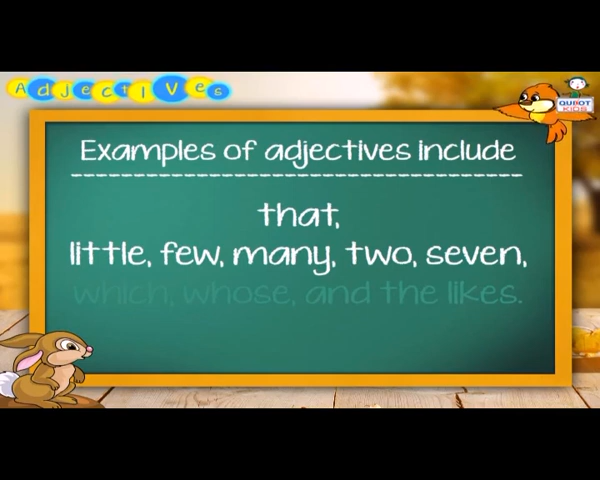 Adjectives
QUBOT
KIDS
Examples of adjectives include
that,
little, few, many, two, seven,
which, whose, and the likes.